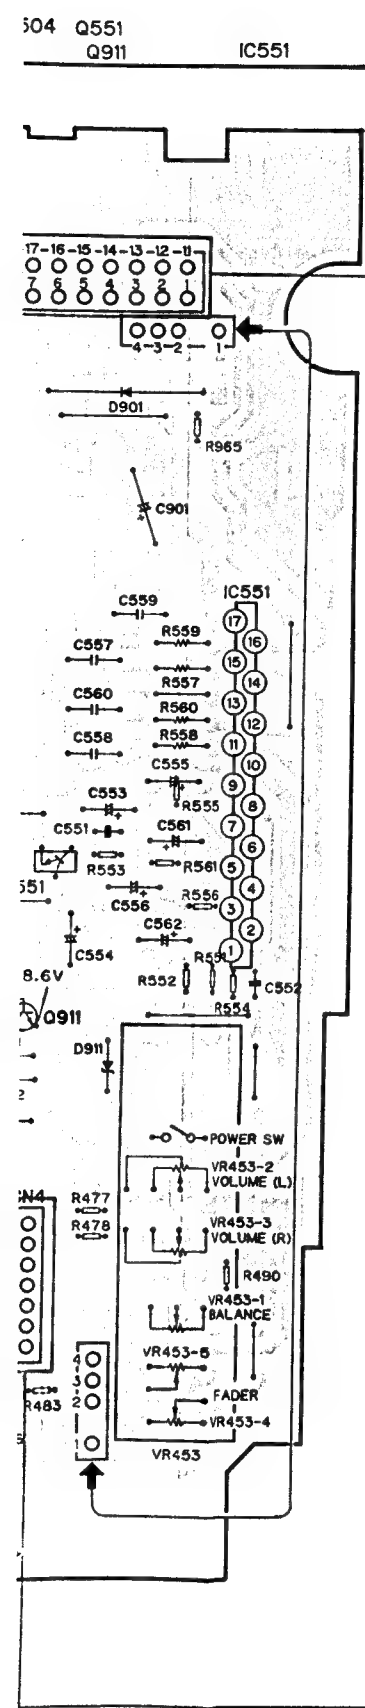 504 Q551
Q911 IC551
17-16-15-14-13-12-11
7 6 5 4 3 2 1
4-3-2 1
D901
R965
C901
C559
IC551
R559
C557
R557
C560
R560
C558
R558
C555
C553
R555
C551
C561
R553
R561
551
C556
R556
C562
C554
R551
R552
C552
R554
8.6V
Q911
D911
17
16
15
14
13
12
11
10
9
8
7
6
5
4
3
2
1
POWER SW
VR453-2
VOLUME (L)
CN4
R477
VR453-3
R478
VOLUME (R)
R490
VR453-1
BALANCE
VR453-5
4
3
2
1
R483
FADER
VR453-4
VR453